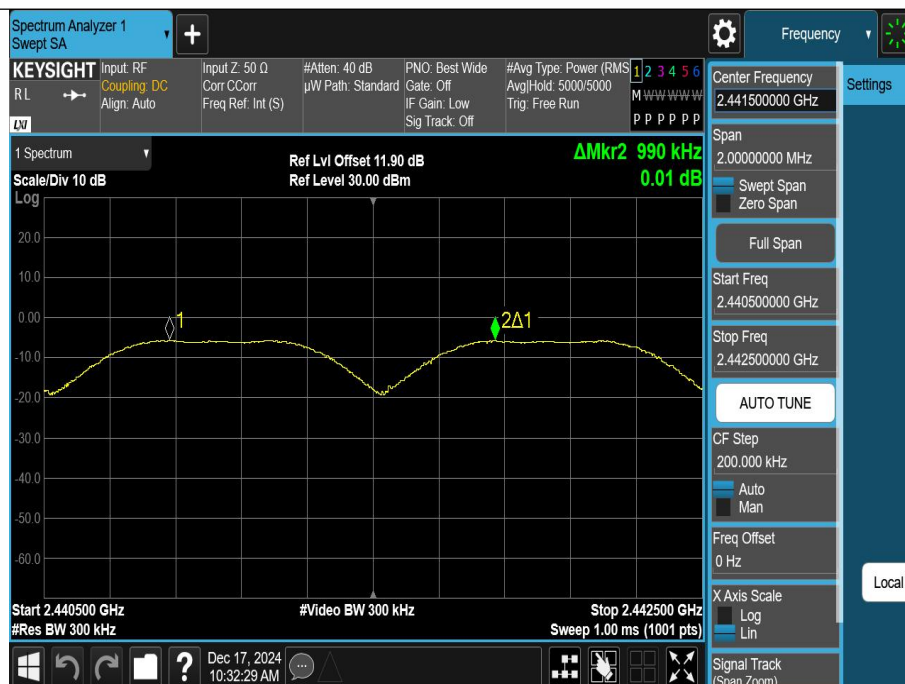 Spectrum Analyzer 1
Swept SA
Frequency
KEYSIGHT
RL
LXI
Input: RF
Coupling: DC
Align: Auto
Input Z: 50 Ω
Corr CCorr
Freq Ref: Int (S)
#Atten: 40 dB
µW Path: Standard
PNO: Best Wide
Gate: Off
IF Gain: Low
Sig Track: Off
#Avg Type: Power (RMS
Avg|Hold: 5000/5000
Trig: Free Run
1 2 3 4 5 6
M W W W W W
P P P P P P
1 Spectrum
Scale/Div 10 dB
Ref Lvl Offset 11.90 dB
Ref Level 30.00 dBm
ΔMkr2 990 kHz
0.01 dB
Log
20.0
10.0
0.00
-10.0
-20.0
-30.0
-40.0
-50.0
-60.0
1
2Δ1
Start 2.440500 GHz
#Res BW 300 kHz
#Video BW 300 kHz
Stop 2.442500 GHz
Sweep 1.00 ms (1001 pts)
Dec 17, 2024
10:32:29 AM
?
Center Frequency
2.441500000 GHz
Span
2.00000000 MHz
Swept Span
Zero Span
Full Span
Start Freq
2.440500000 GHz
Stop Freq
2.442500000 GHz
AUTO TUNE
CF Step
200.000 kHz
Auto
Man
Freq Offset
0 Hz
X Axis Scale
Log
Lin
Signal Track
(Span Zoom)
Settings
Local